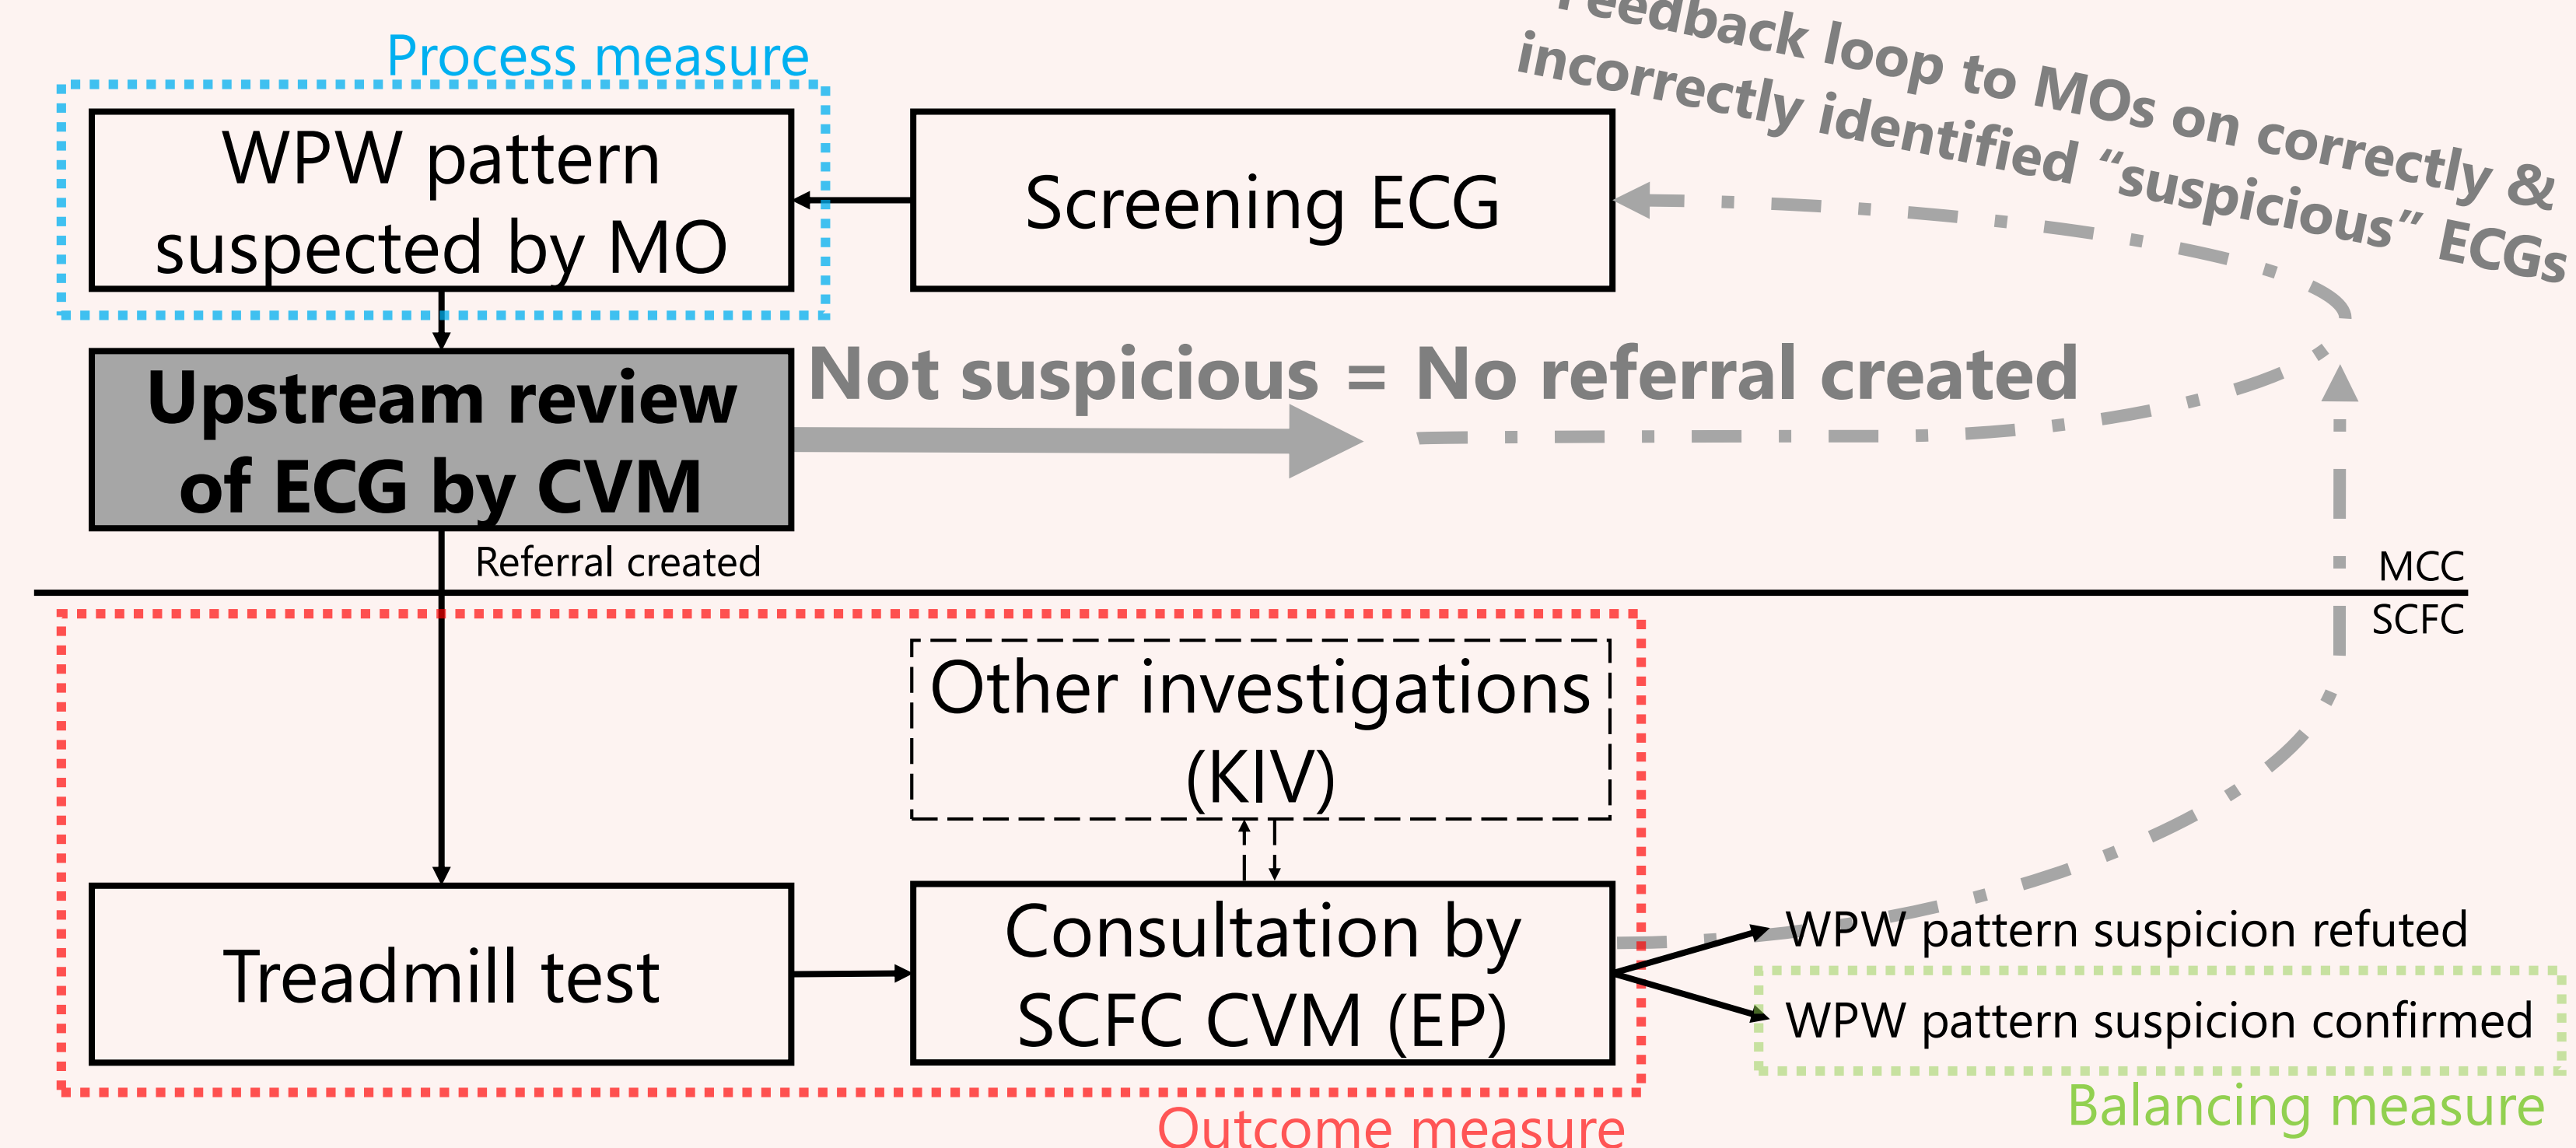 Process measure
Feedback loop to MOs on correctly &
incorrectly identified “suspicious” ECGs
WPW pattern
suspected by MO
Screening ECG
Upstream review
of ECG by CVM
Not suspicious = No referral created
Referral created
MCC
SCFC
Other investigations
(KIV)
Treadmill test
Consultation by
SCFC CVM (EP)
WPW pattern suspicion refuted
WPW pattern suspicion confirmed
Balancing measure
Outcome measure